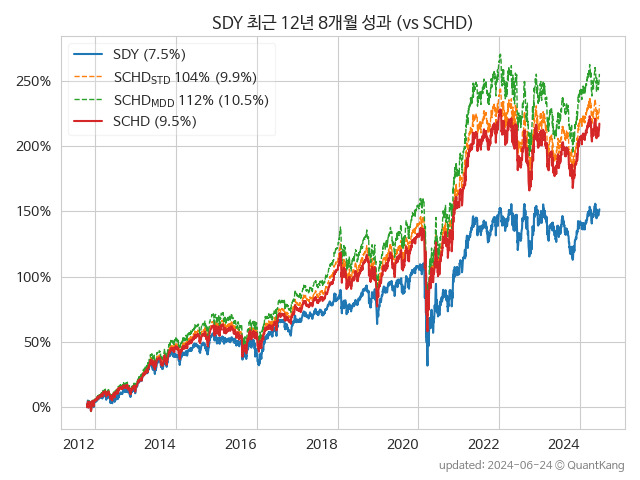 SDY 최근 12년 8개월 성과 (vs SCHD)
SDY (7.5%)
SCHD_STD 104% (9.9%)
SCHD_MDD 112% (10.5%)
SCHD (9.5%)
250%
200%
150%
100%
50%
0%
2012 2014 2016 2018 2020 2022 2024
updated: 2024-06-24 © QuantKang